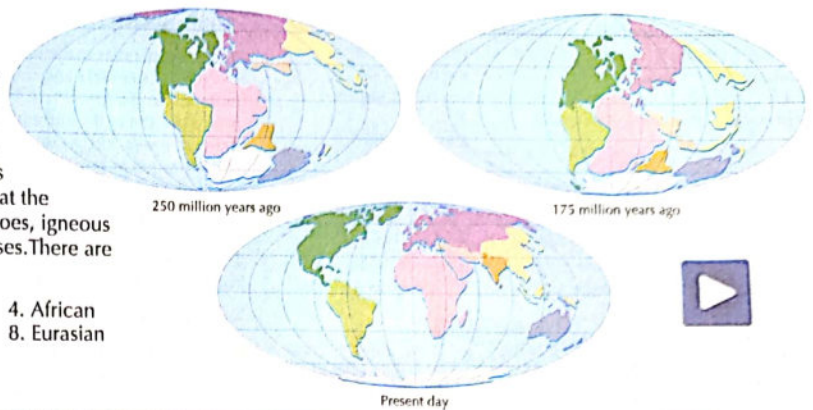 s
at the
oes, igneous
ses.There are
4. African
8. Eurasian
250 million years ago
175 million years ago
Present day